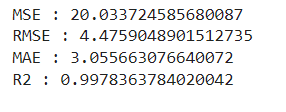 MSE : 20.033724585680087
RMSE : 4.4759048901512735
MAE : 3.055663076640072
R2 : 0.9978363784020042